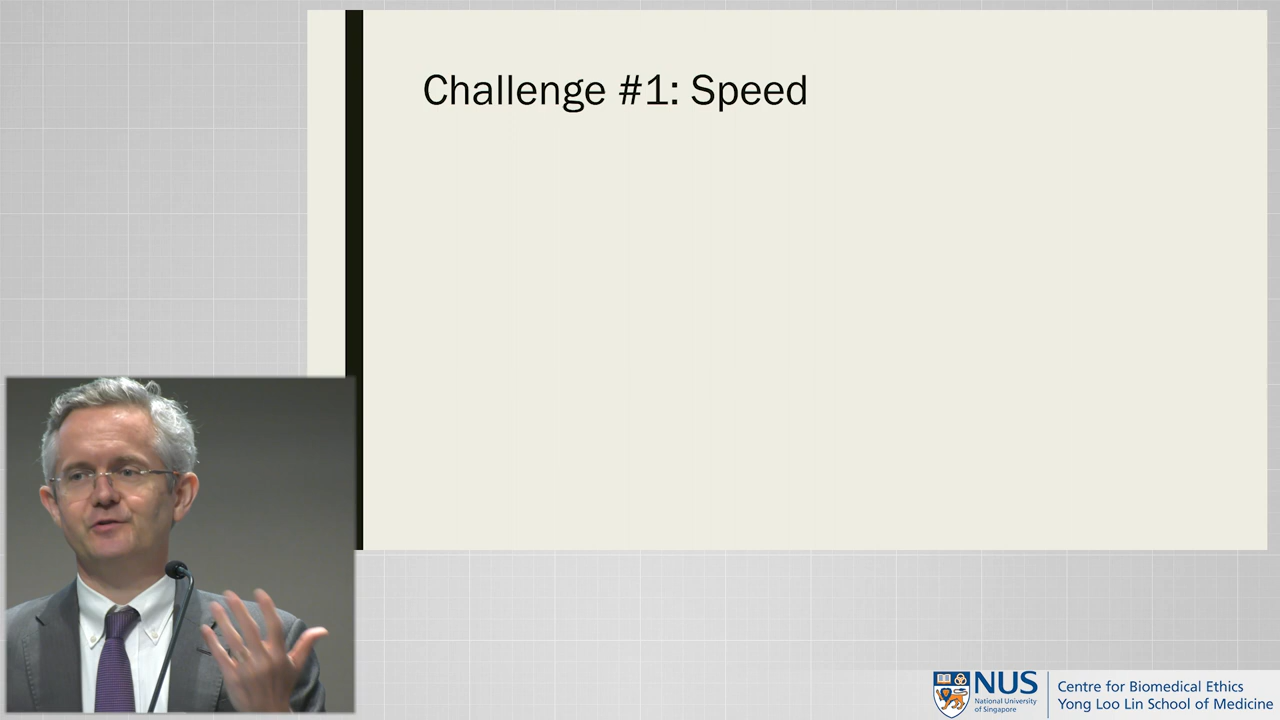 Challenge #1: Speed
NUS
National University
of Singapore
Centre for Biomedical Ethics
Yong Loo Lin School of Medicine